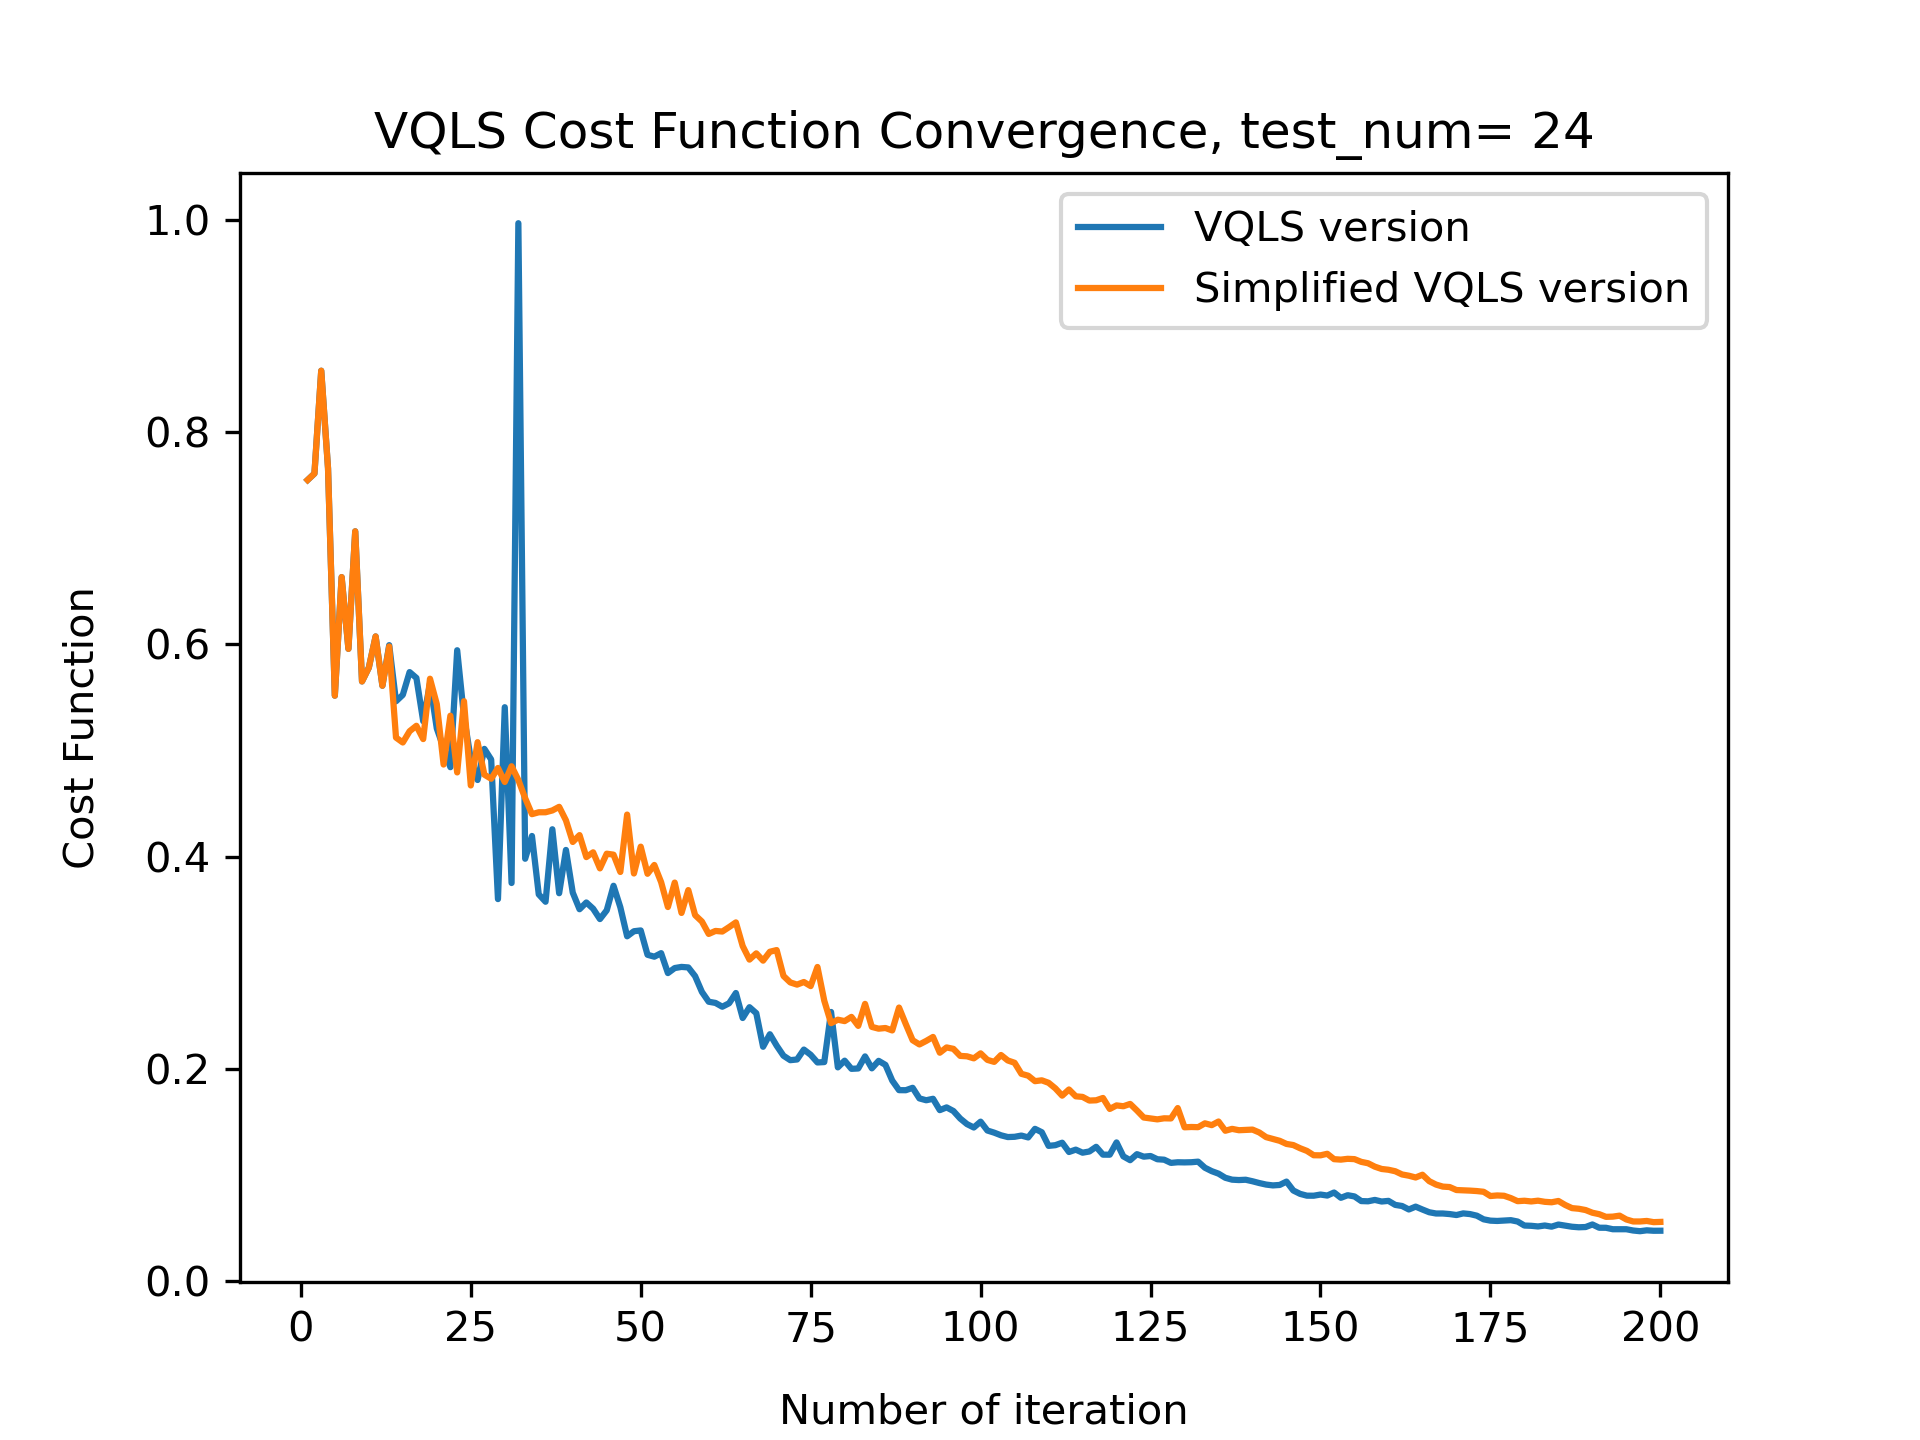 VQLS Cost Function Convergence, test_num= 24
VQLS version
Simplified VQLS version
1.0
0.8
0.6
0.4
0.2
0.0
Cost Function
0 25 50 75 100 125 150 175 200
Number of iteration